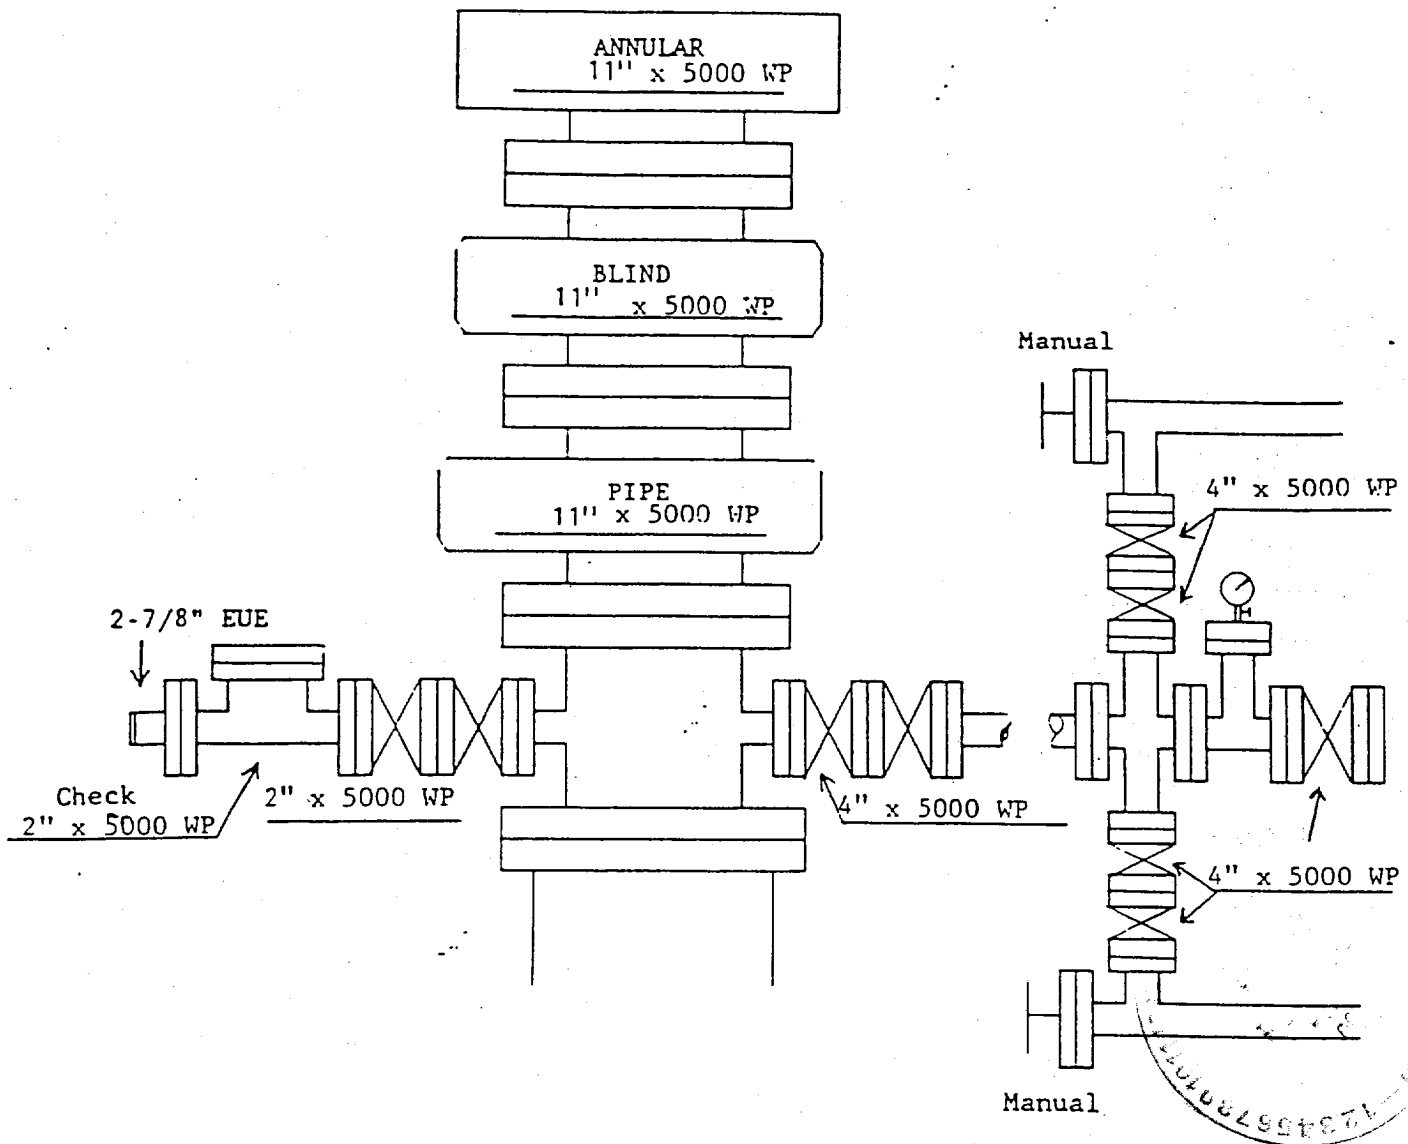 ANNULAR
11" x 5000 WP
BLIND
11" x 5000 WP
Manual
PIPE
11" x 5000 WP
4" x 5000 WP
2-7/8" EUE
Check
2" x 5000 WP
2" x 5000 WP
4" x 5000 WP
4" x 5000 WP
Manual